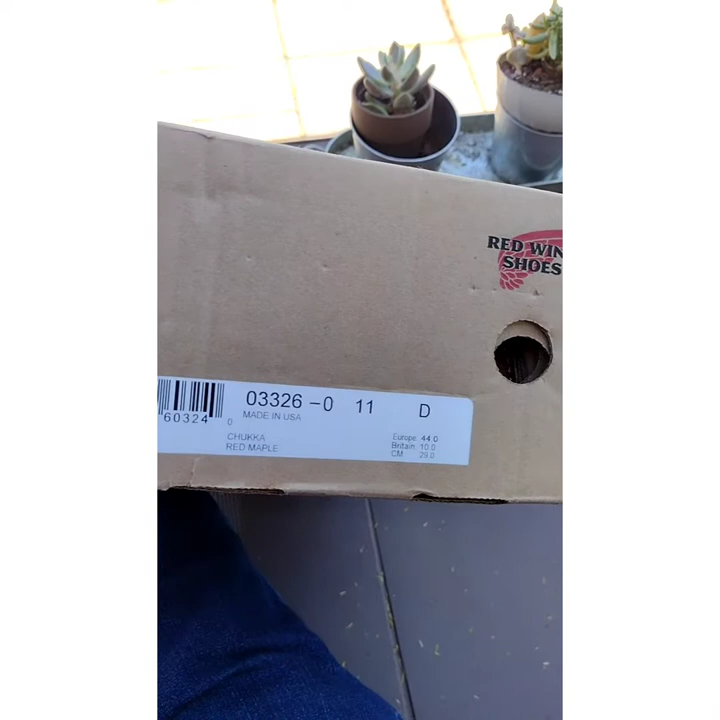 RED WIN
SHOES
03326-0 11 D
MADE IN USA
60324 0
CHUKKA
RED MAPLE
Europe: 44.0
Britain: 10.0
CM 29.0